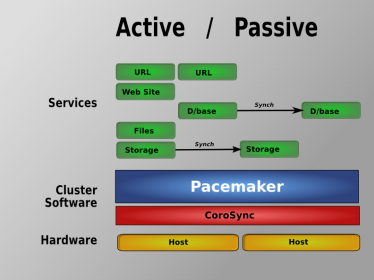 Active / Passive
URL URL
Services
Web Site
D/base Synch D/base
Files
Storage Synch Storage
Cluster
Software
Pacemaker
CoroSync
Hardware Host Host